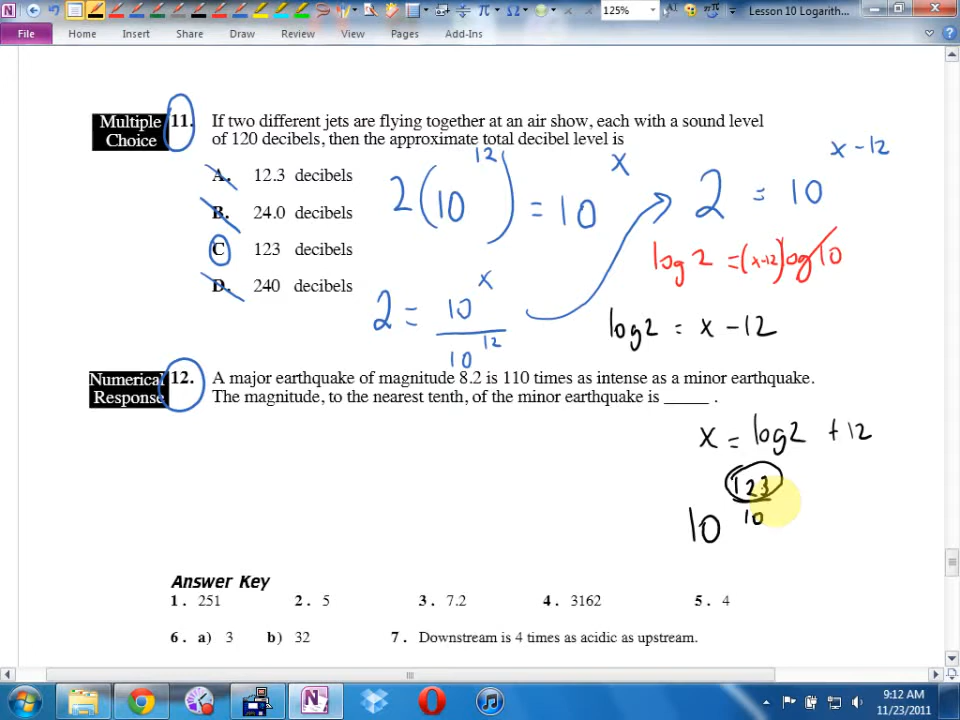 125%
Lesson 10 Logarith...
File Home Insert Share Draw Review View Pages Add-Ins
Multiple Choice
11. If two different jets are flying together at an air show, each with a sound level
of 120 decibels, then the approximate total decibel level is
A. 12.3 decibels
B. 24.0 decibels
C 123 decibels
D. 240 decibels
2(10^12) = 10^x
2 = 10^x / 10^12
2 = 10^x-12
log 2 = (x-12) log 10
log2 = x - 12
Numerical Response
12. A major earthquake of magnitude 8.2 is 110 times as intense as a minor earthquake.
The magnitude, to the nearest tenth, of the minor earthquake is _____ .
x = log2 + 12
10^123/10
Answer Key
1. 251 2. 5 3. 7.2 4. 3162 5. 4
6. a) 3 b) 32 7. Downstream is 4 times as acidic as upstream.
9:12 AM
11/23/2011